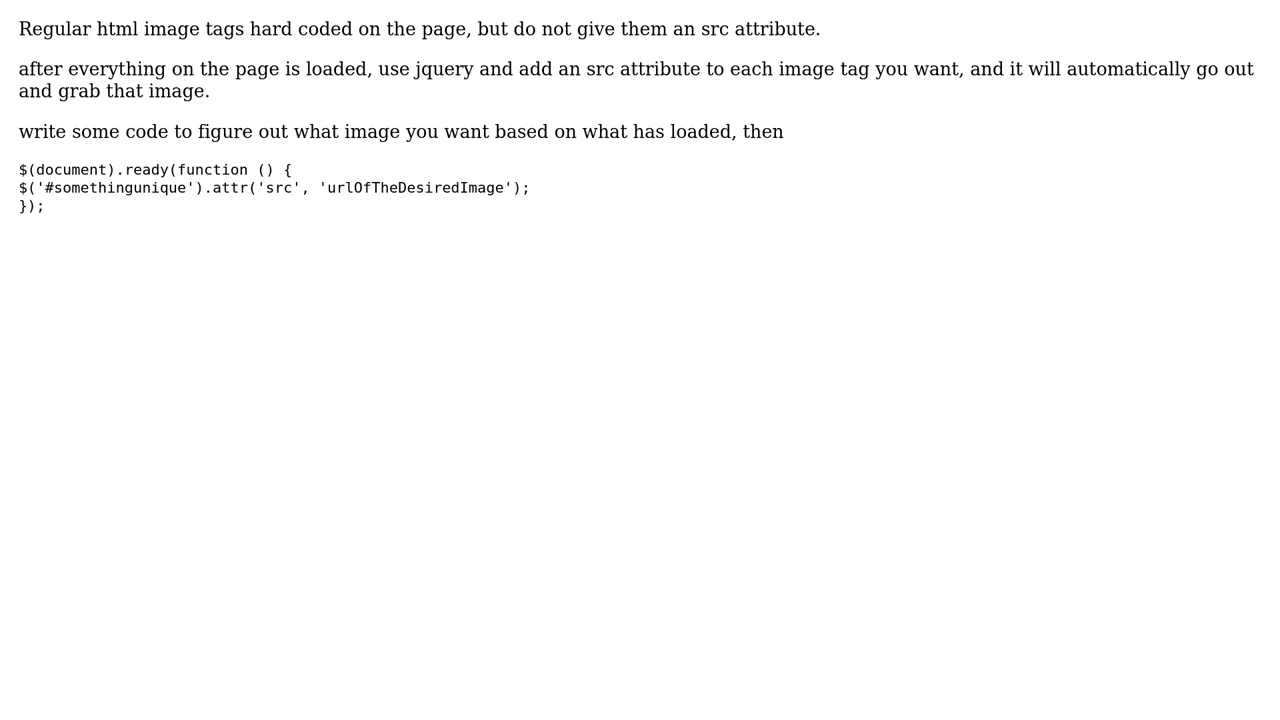 Regular html image tags hard coded on the page, but do not give them an src attribute.
after everything on the page is loaded, use jquery and add an src attribute to each image tag you want, and it will automatically go out
and grab that image.
write some code to figure out what image you want based on what has loaded, then
$(document).ready(function () {
$('#somethingunique').attr('src', 'urlOfTheDesiredImage');
});